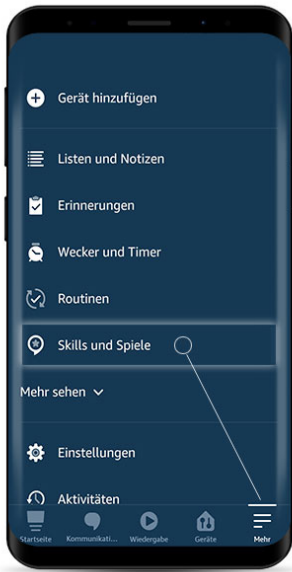 Gerät hinzufügen
Listen und Notizen
Erinnerungen
Wecker und Timer
Routinen
Skills und Spiele
Mehr sehen
Einstellungen
Aktivitäten
Startseite Kommunikati... Wiedergabe Geräte Mehr